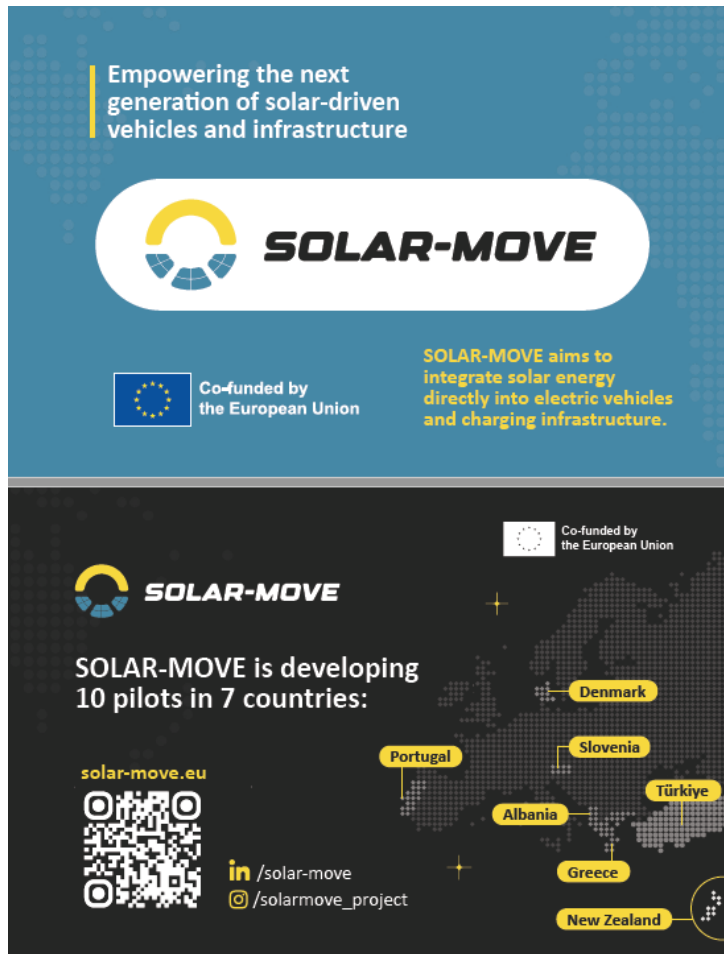 Empowering the next
generation of solar-driven
vehicles and infrastructure
SOLAR-MOVE
Co-funded by
the European Union
SOLAR-MOVE aims to
integrate solar energy
directly into electric vehicles
and charging infrastructure.
Co-funded by
the European Union
SOLAR-MOVE
SOLAR-MOVE is developing
10 pilots in 7 countries:
Denmark
Slovenia
Portugal
Türkiye
Albania
Greece
New Zealand
solar-move.eu
in /solar-move
/solarmove_project